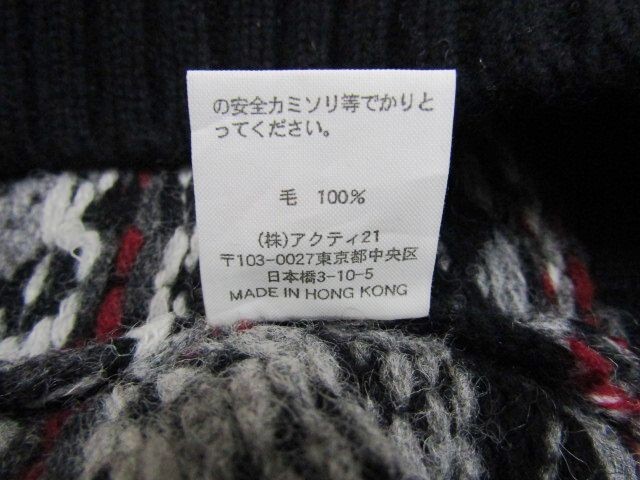 の安全カミソリ等でかりと
ってください。
毛 100%
(株)アクティ21
〒103-0027東京都中央区
日本橋3-10-5
MADE IN HONG KONG